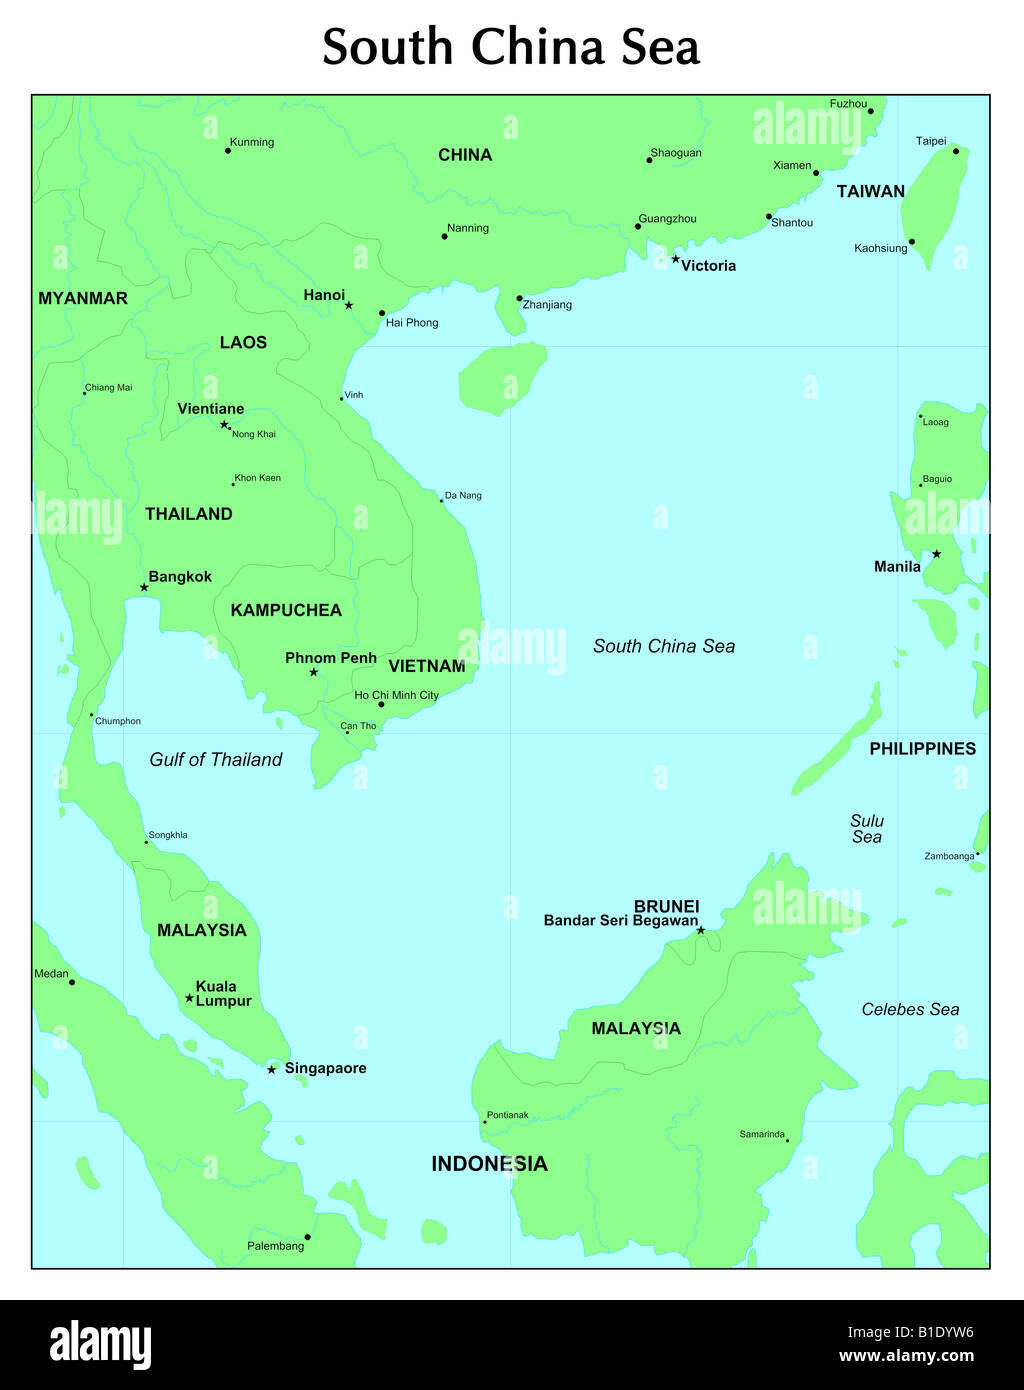 South China Sea
alamy
a
a
Fuzhou
Kunming
CHINA
Shaoguan
Taipei
Xiamen
TAIWAN
Guangzhou
Shantou
Nanning
Kaohsiung
a
a
Victoria
MYANMAR
Hanoi
Zhanjiang
Hai Phong
LAOS
a
a
a
Chiang Mai
Vinh
Vientiane
Nong Khai
Laoag
Khon Kaen
Baguio
Da Nang
alamy
THAILAND
a
a
alamy
Manila
Bangkok
KAMPUCHEA
a
alamy
South China Sea
a
Phnom Penh
VIETNAM
Ho Chi Minh City
Chumphon
Can Tho
PHILIPPINES
Gulf of Thailand
a
a
a
a
Sulu
Sea
Songkhla
Zamboanga
a
a
BRUNEI
alamy
Bandar Seri Begawan
MALAYSIA
Medan
Kuala
Lumpur
Celebes Sea
MALAYSIA
a
a
a
a
Singapaore
Pontianak
Samarinda
INDONESIA
a
a
a
Palembang
alamy
Image ID: B1DYW6
www.alamy.com